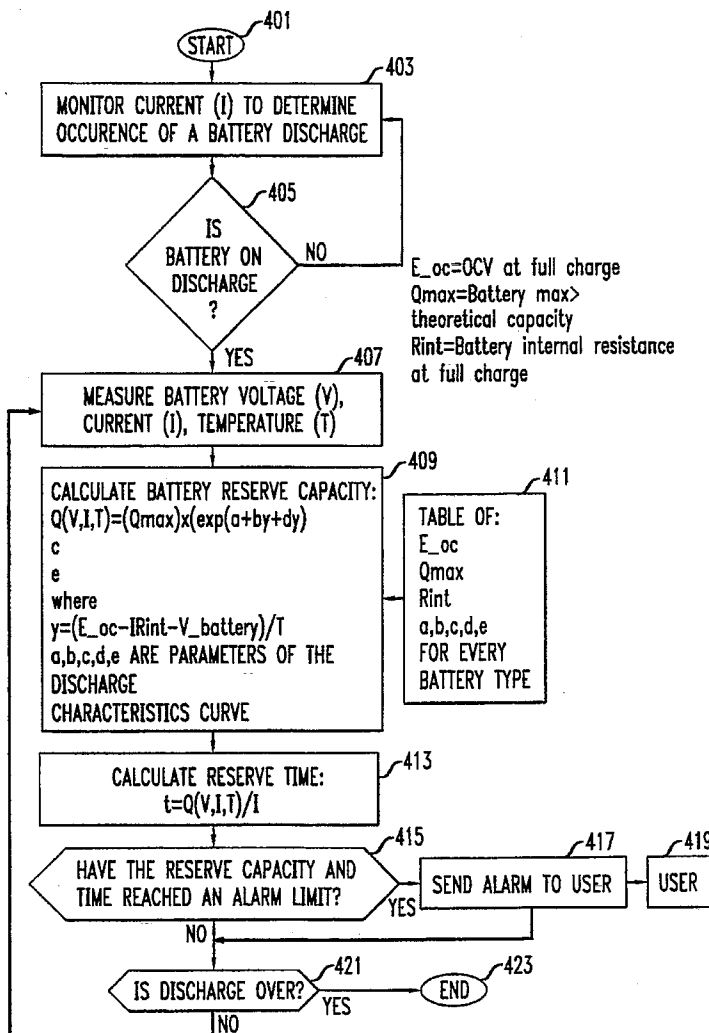 401
START
403
MONITOR CURRENT (I) TO DETERMINE
OCCURENCE OF A BATTERY DISCHARGE
405
IS
BATTERY ON
DISCHARGE
?
NO
YES
E_oc=OCV at full charge
Qmax=Battery max>
theoretical capacity
Rint=Battery internal resistance
at full charge
407
MEASURE BATTERY VOLTAGE (V),
CURRENT (I), TEMPERATURE (T)
409
CALCULATE BATTERY RESERVE CAPACITY:
Q(V,I,T)=(Qmax)x(exp(a+by+dy)
c
e
where
y=(E_oc-IRint-V_battery)/T
a,b,c,d,e ARE PARAMETERS OF THE
DISCHARGE
CHARACTERISTICS CURVE
411
TABLE OF:
E_oc
Qmax
Rint
a,b,c,d,e
FOR EVERY
BATTERY TYPE
413
CALCULATE RESERVE TIME:
t=Q(V,I,T)/I
415
HAVE THE RESERVE CAPACITY AND
TIME REACHED AN ALARM LIMIT?
YES
NO
417
SEND ALARM TO USER
419
USER
421
IS DISCHARGE OVER?
YES
NO
423
END